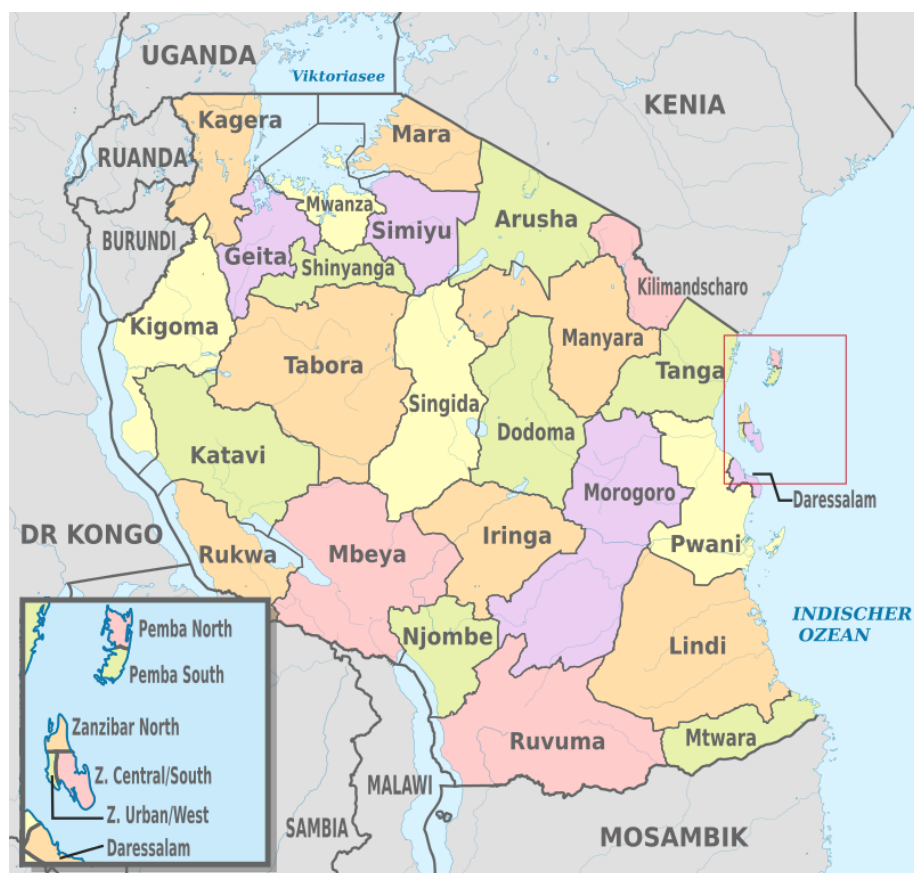 UGANDA
Viktoriasee
KENIA
Kagera
Mara
RUANDA
Mwanza
Arusha
Simiyu
BURUNDI
Geita
Shinyanga
Kilimandscharo
Kigoma
Manyara
Tabora
Tanga
Singida
Dodoma
Katavi
Morogoro
Daressalam
DR KONGO
Iringa
Pwani
Rukwa
Mbeya
INDISCHER
OZEAN
Njombe
Lindi
Pemba North
Pemba South
Zanzibar North
Ruvuma
Mtwara
Z. Central/South
MALAWI
Z. Urban/West
SAMBIA
MOSAMBIK
Daressalam